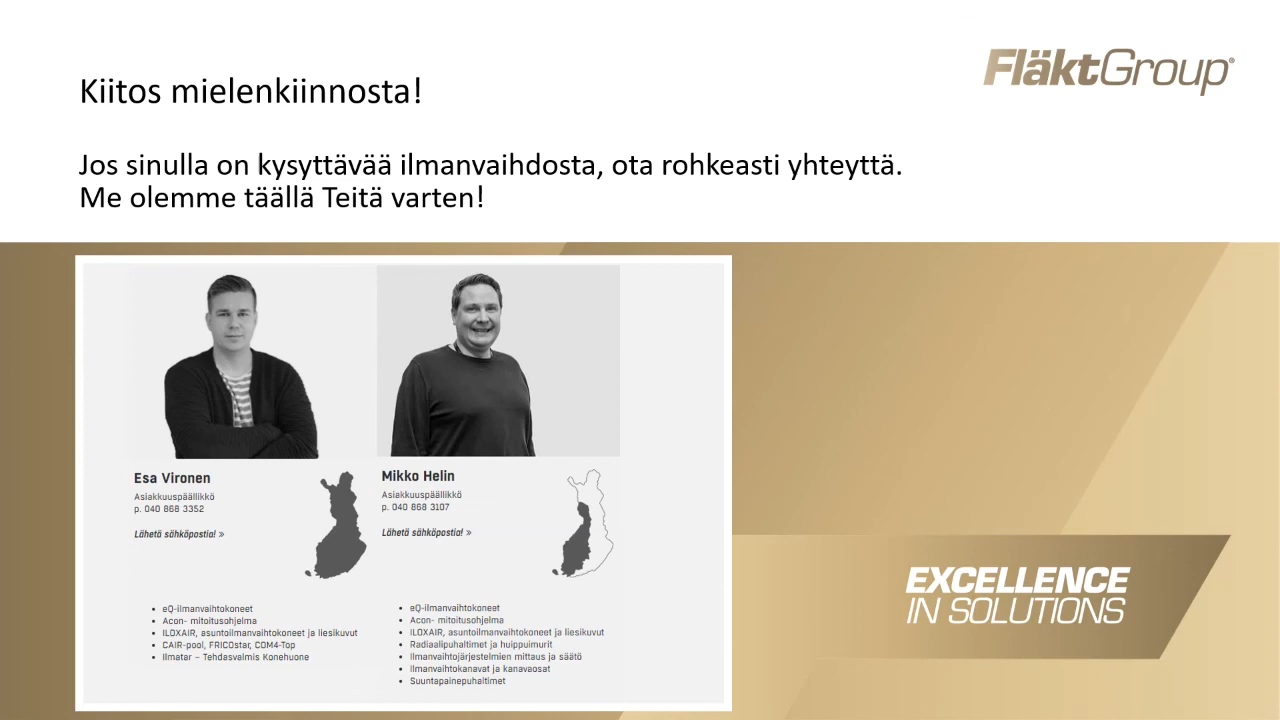 FläktGroup®
Kiitos mielenkiinnosta!
Jos sinulla on kysyttävää ilmanvaihdosta, ota rohkeasti yhteyttä.
Me olemme täällä Teitä varten!
Esa Vironen
Asiakkuuspäällikkö
p. 040 868 3352
Lähetä sähköpostia! »
• eQ-ilmanvaihtokoneet
• Acon- mitoitusohjelma
• ILOXAIR, asuntoilmanvaihtokoneet ja liesikuvut
• CAIR-pool, FRICOstar, COM4-Top
• Ilmatar – Tehdasvalmis Konehuone
Mikko Helin
Asiakkuuspäällikkö
p. 040 868 3107
Lähetä sähköpostia! »
• eQ-ilmanvaihtokoneet
• Acon- mitoitusohjelma
• ILOXAIR, asuntoilmanvaihtokoneet ja liesikuvut
• Radiaalipuhaltimet ja huippuimurit
• Ilmanvaihtojärjestelmien mittaus ja säätö
• Ilmanvaihtokanavat ja kanavaosat
• Suuntapainepuhaltimet
EXCELLENCE
IN SOLUTIONS